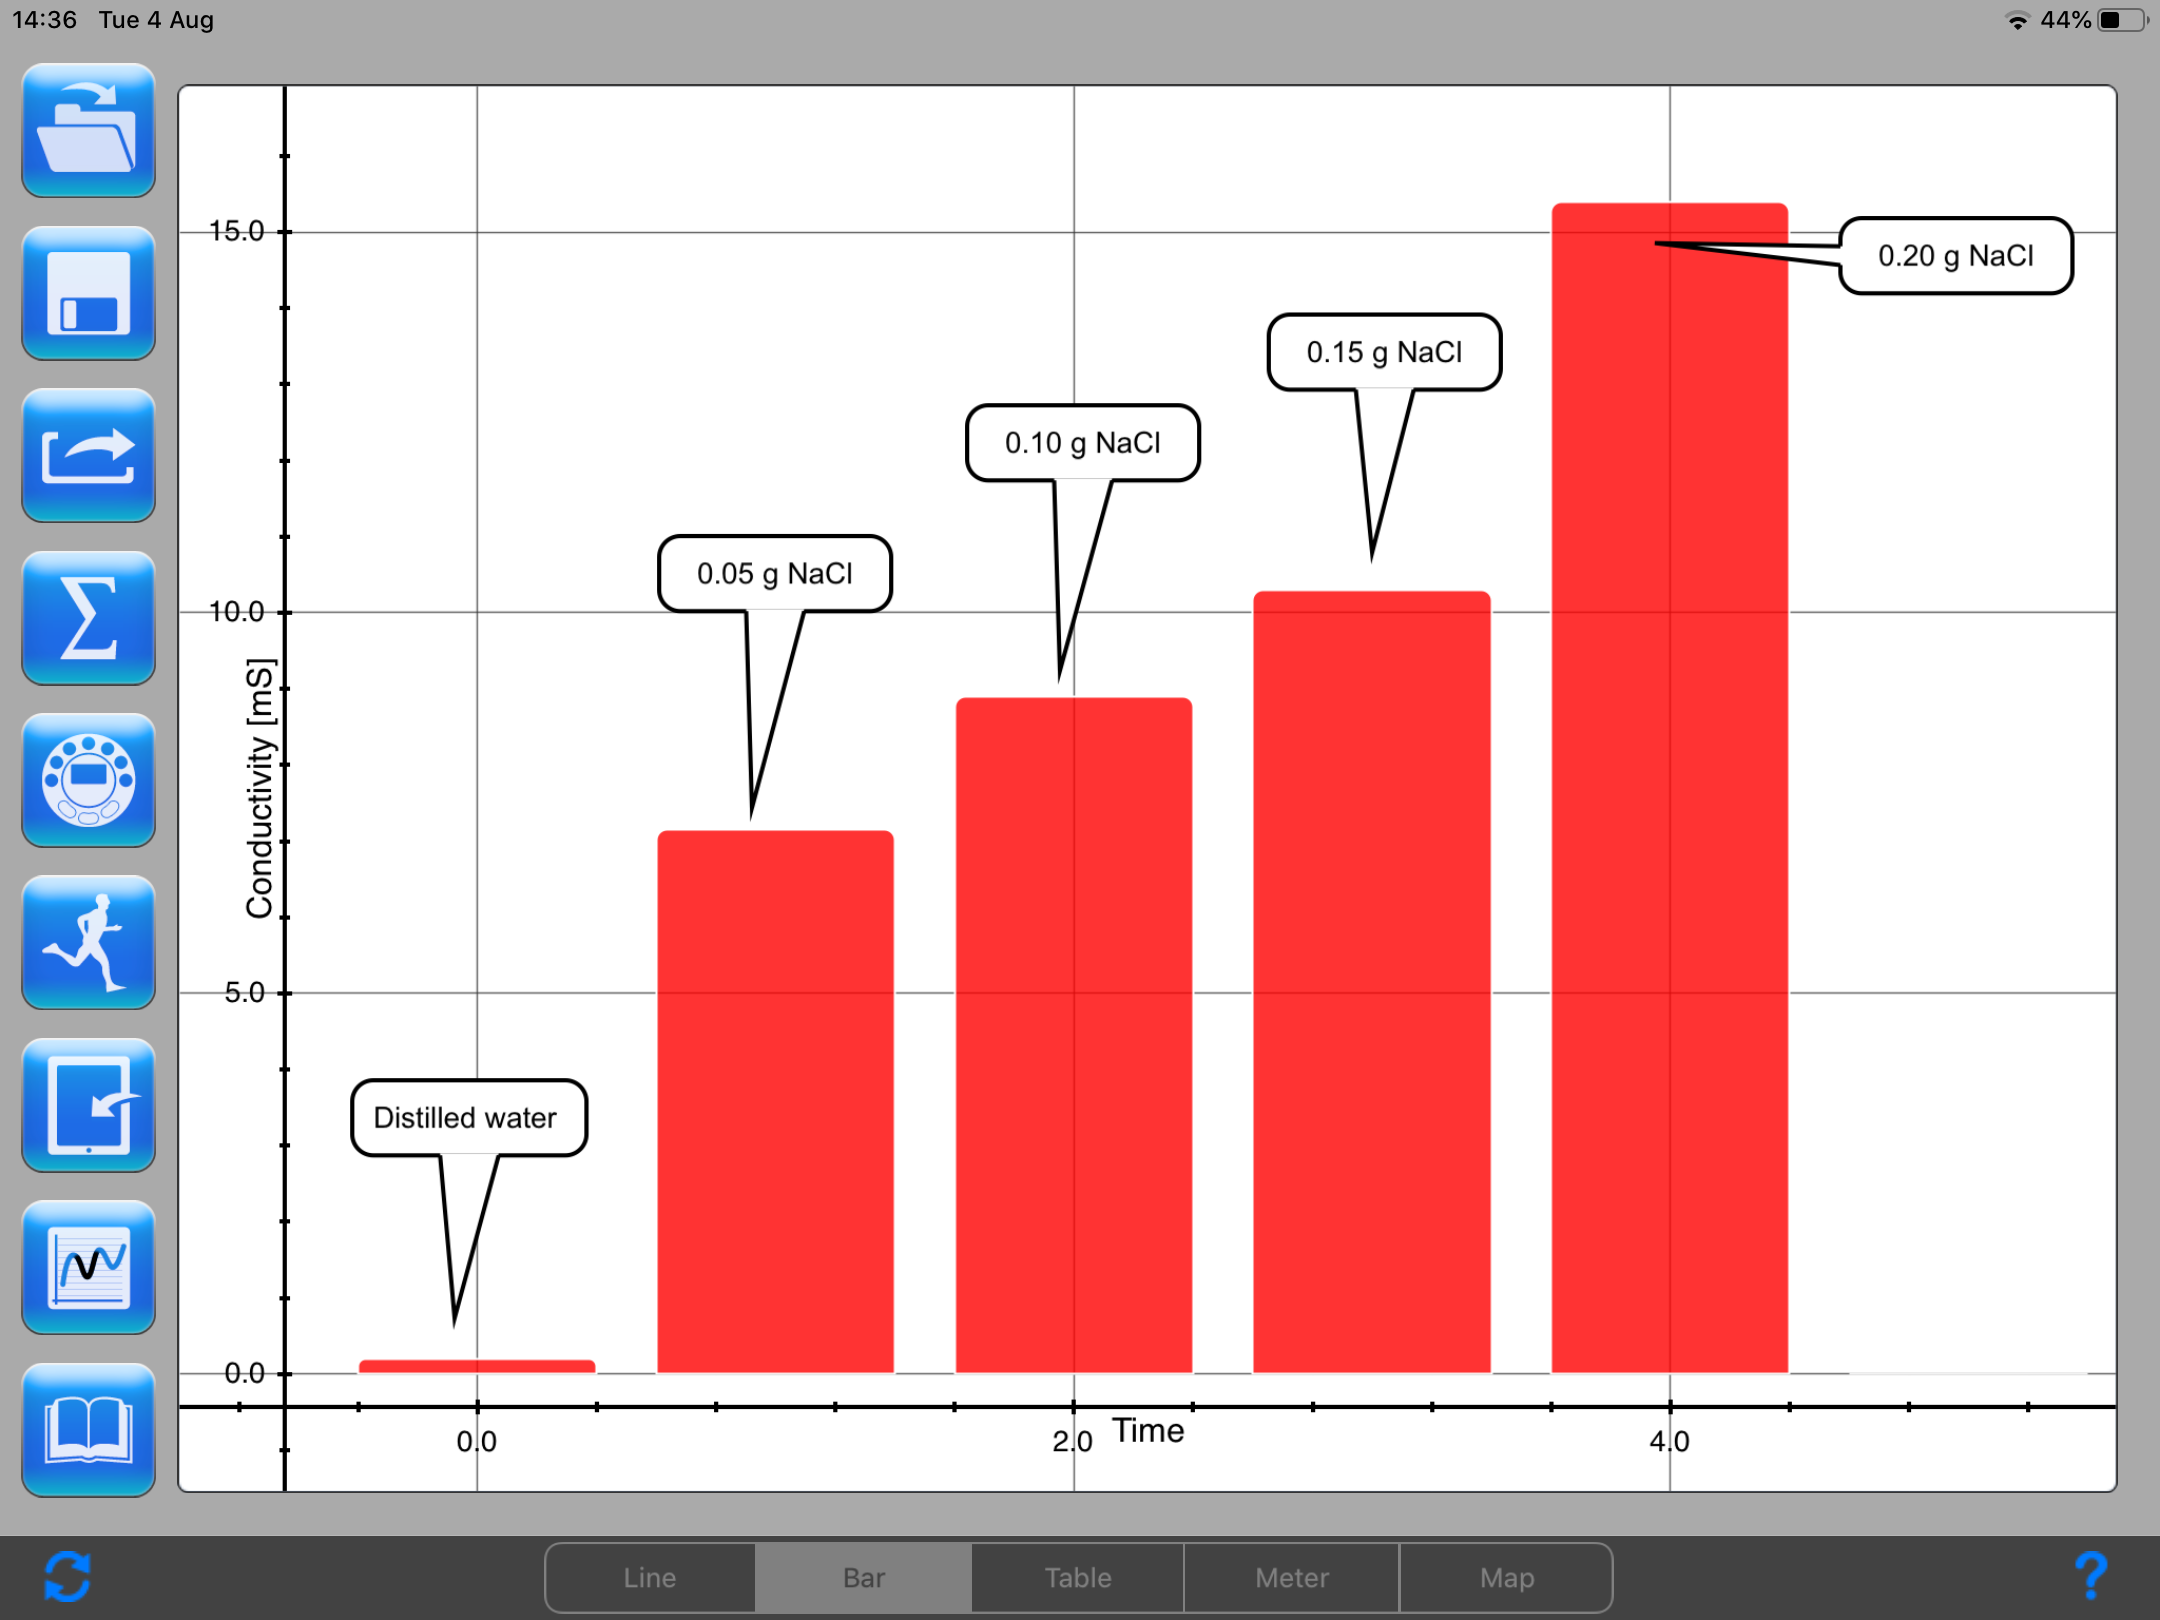 14:36 Tue 4 Aug
44%
15.0
0.20 g NaCl
0.15 g NaCl
0.10 g NaCl
0.05 g NaCl
10.0
Conductivity [mS]
5.0
Distilled water
0.0
0.0
2.0
Time
4.0
Line
Bar
Table
Meter
Map